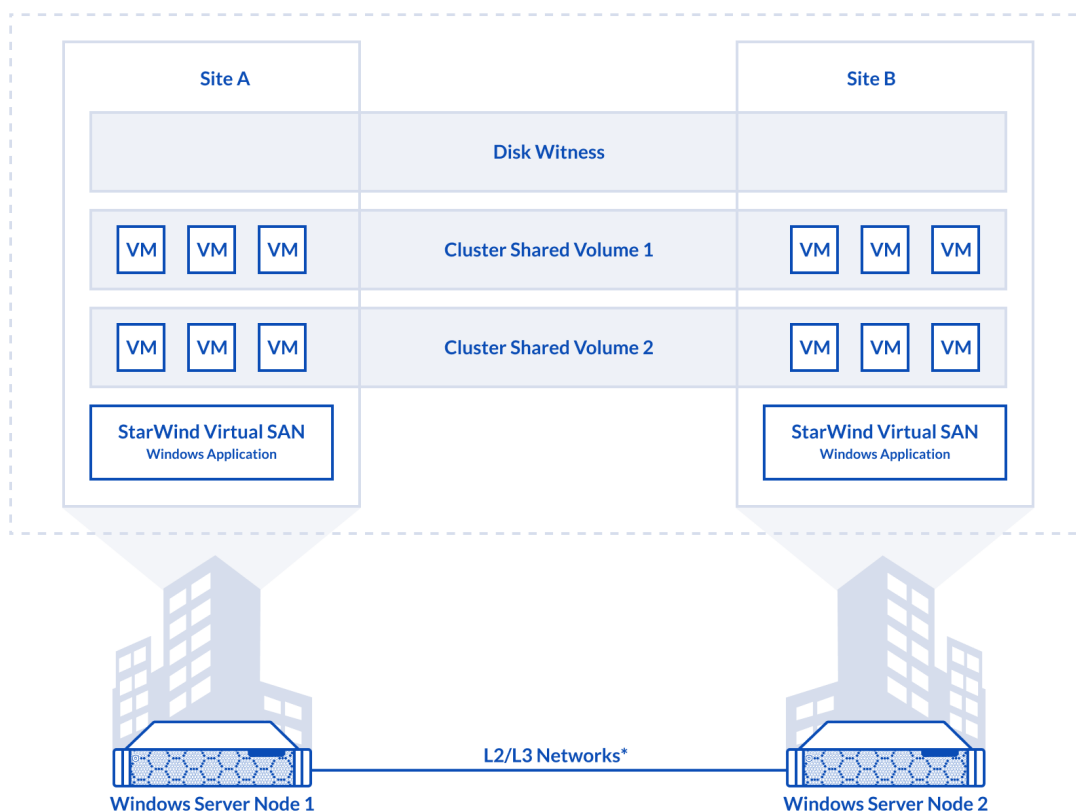 Site A
Site B
Disk Witness
VM VM VM
Cluster Shared Volume 1
VM VM VM
VM VM VM
Cluster Shared Volume 2
VM VM VM
StarWind Virtual SAN
Windows Application
StarWind Virtual SAN
Windows Application
L2/L3 Networks*
Windows Server Node 1
Windows Server Node 2